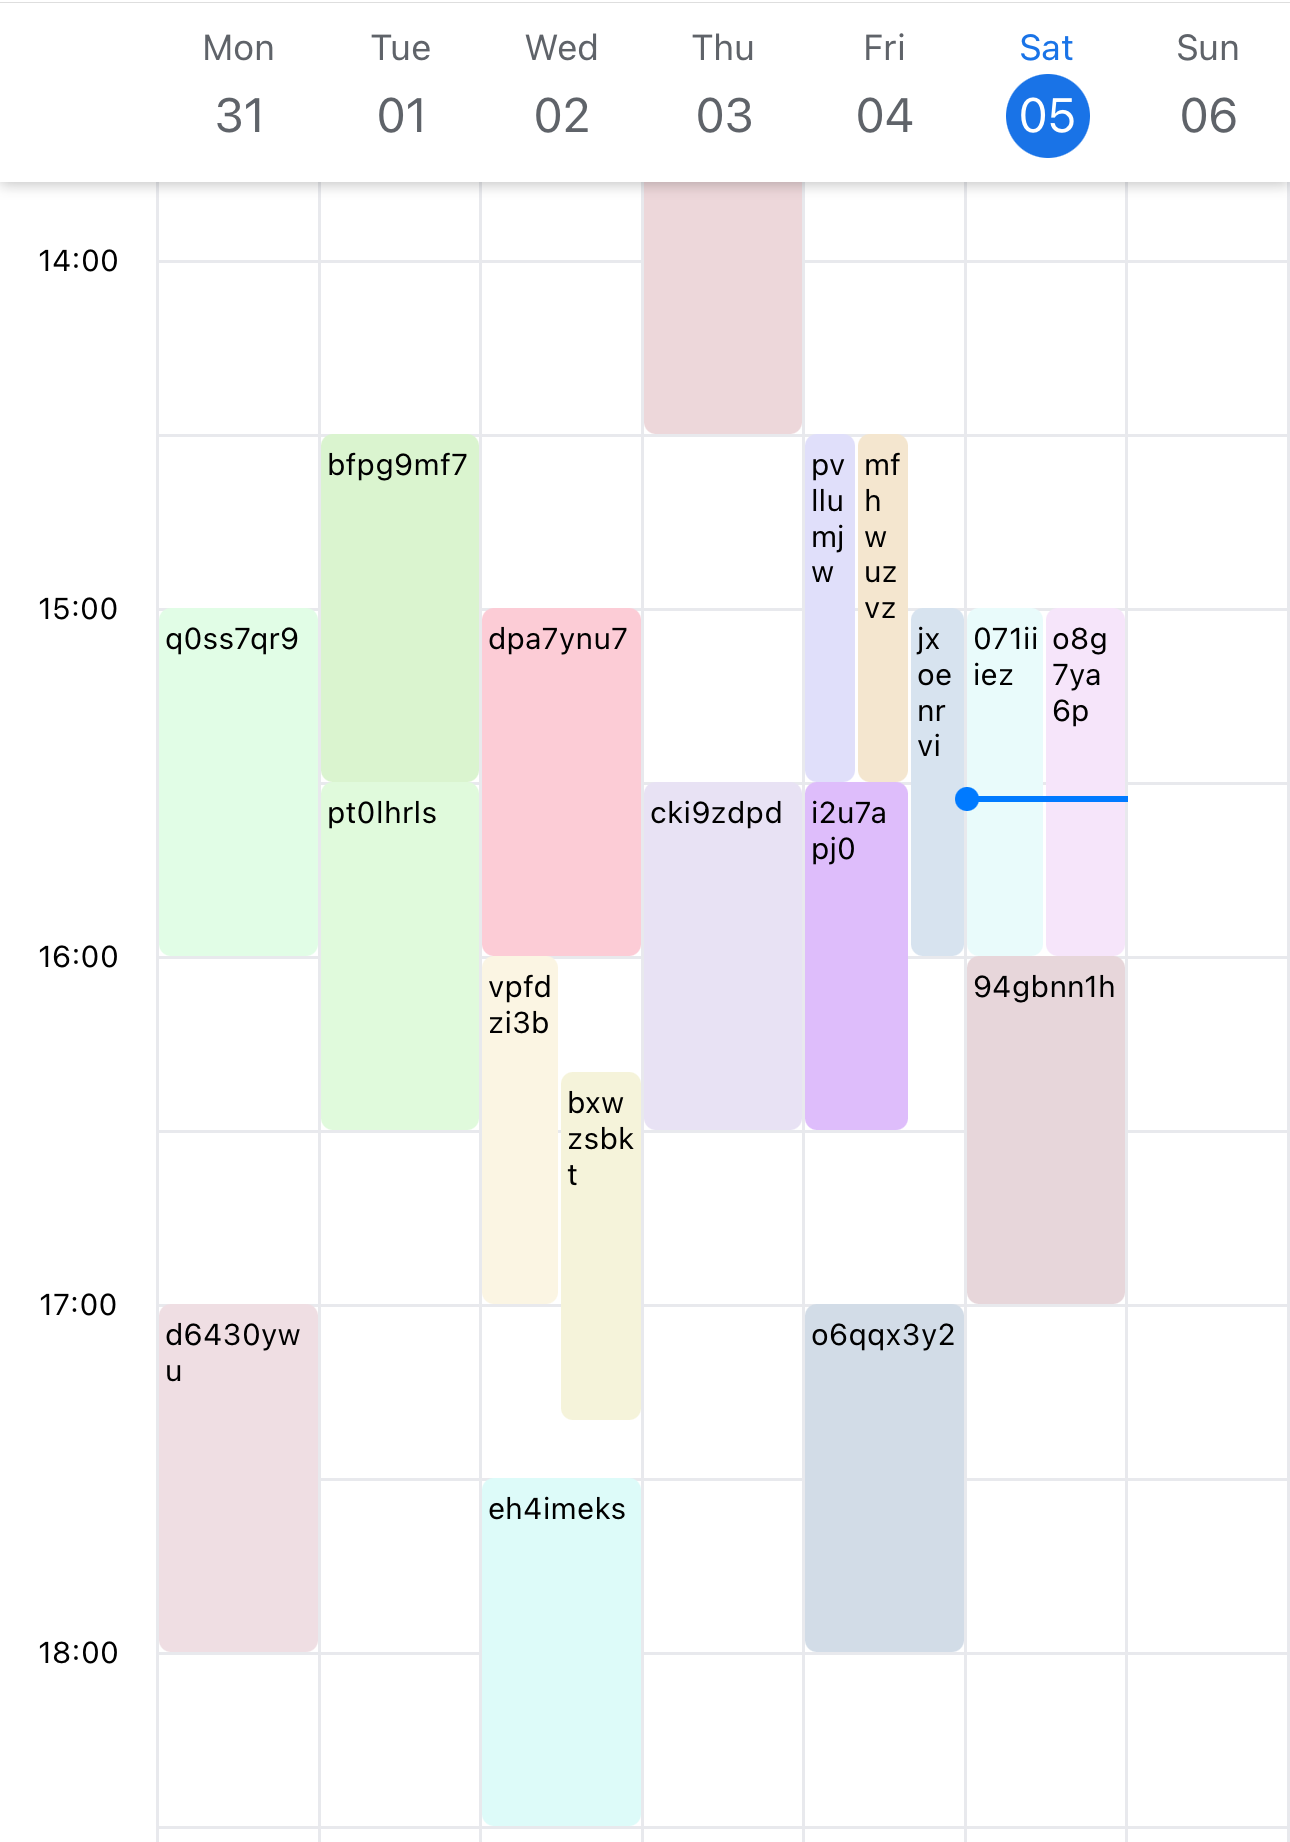 Mon Tue Wed Thu Fri Sat Sun
31 01 02 03 04 05 06
14:00
bfpg9mf7
pv
llu
mj
w
mf
h
w
uz
vz
15:00
q0ss7qr9
dpa7ynu7
jx
oe
nr
vi
071ii
iez
o8g
7ya
6p
pt0lhrls
cki9zdpd
i2u7a
pj0
16:00
vpfd
zi3b
94gbnn1h
bxw
zsbk
t
17:00
d6430yw
u
o6qqx3y2
eh4imeks
18:00